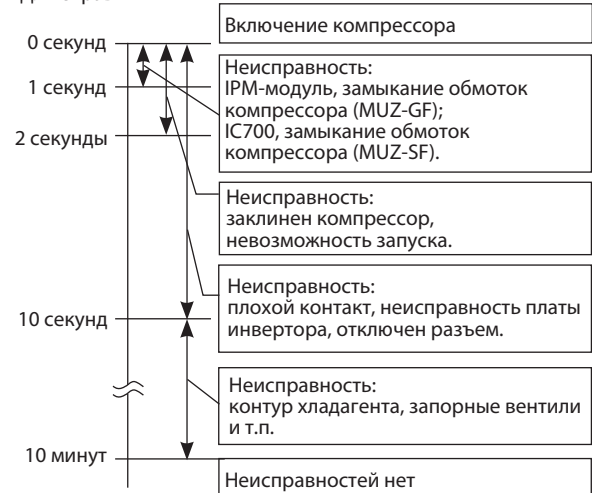 Включение компрессора
0 секунд
Неисправность:
1 секунд
IPM-модуль, замыкание обмоток
компрессора (MUZ-GF);
IC700, замыкание обмоток
2 секунды
компрессора (MUZ-SF).
Неисправность:
заклинен компрессор,
невозможность запуска.
Неисправность:
плохой контакт, неисправность платы
инвертора, отключен разъем.
10 секунд
Неисправность:
контур хладагента, запорные вентили
и т.п.
10 минут
Неисправностей нет